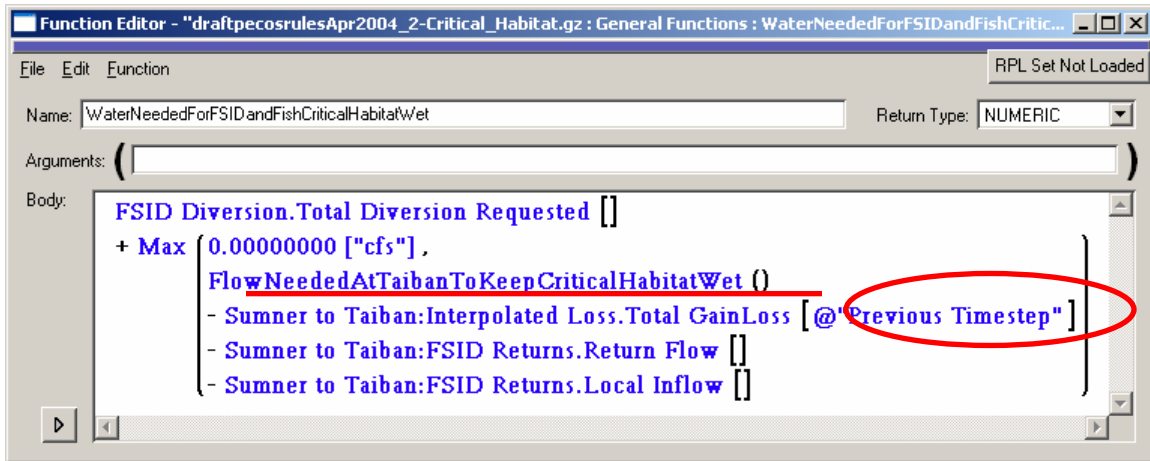 Function Editor - "draftpecosrulesApr2004_2-Critical_Habitat.gz : General Functions : WaterNeededForFSIDandFishCritic...
File Edit Function RPL Set Not Loaded
Name: WaterNeededForFSIDandFishCriticalHabitatWet Return Type: NUMERIC
Arguments: ( )
Body:
FSID Diversion.Total Diversion Requested []
+ Max ( 0.00000000 ["cfs"] ,
FlowNeededAtTaibanToKeepCriticalHabitatWet ()
- Sumner to Taiban:Interpolated Loss.Total GainLoss [@"Previous Timestep"]
- Sumner to Taiban:FSID Returns.Return Flow []
- Sumner to Taiban:FSID Returns.Local Inflow [] )